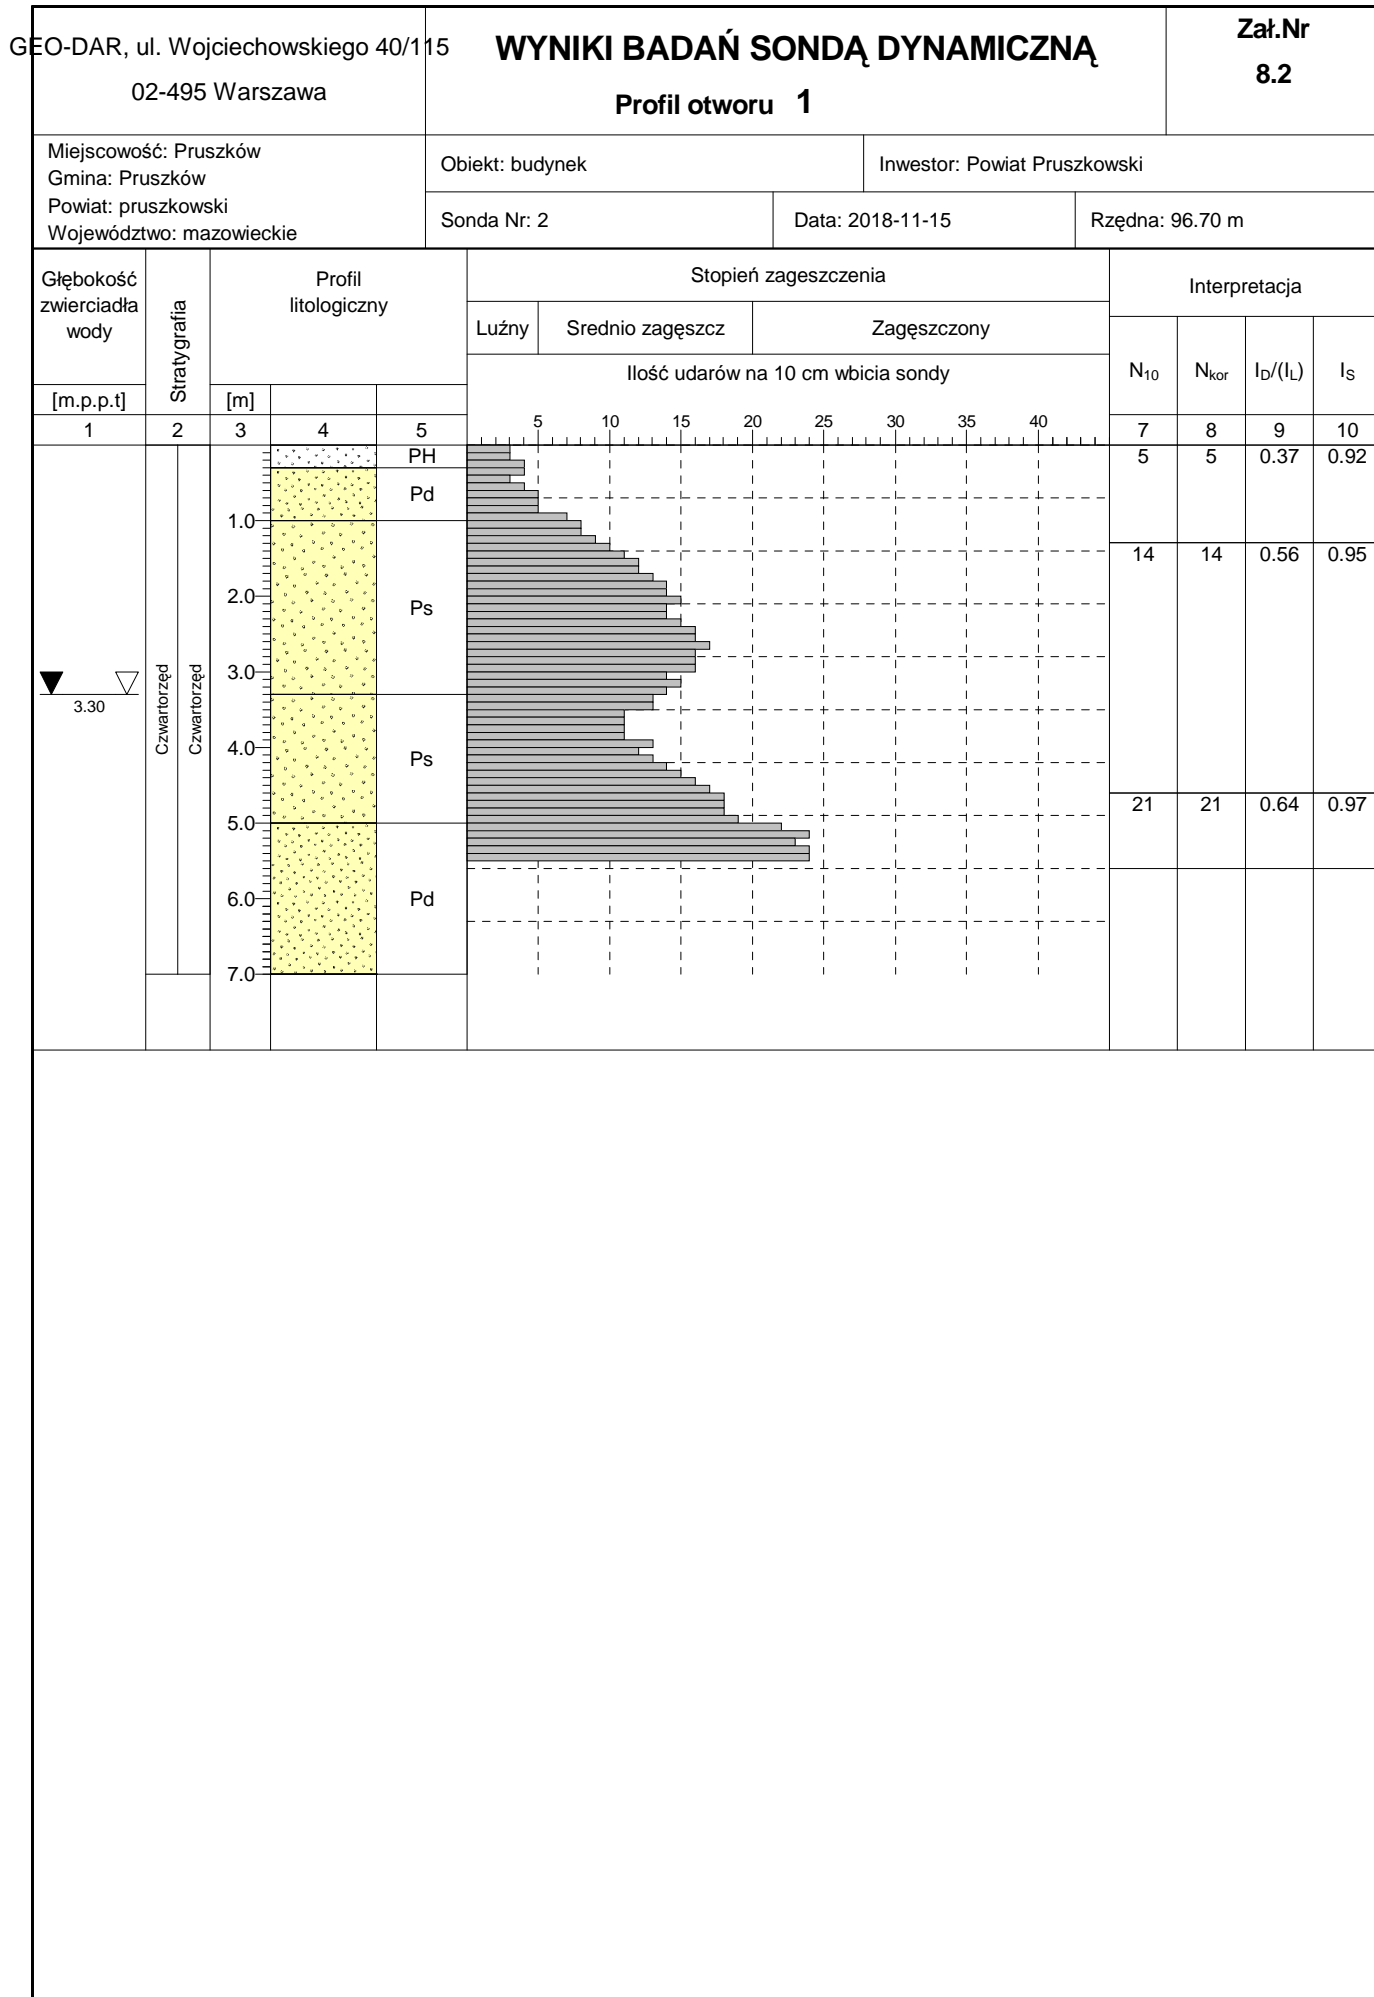 GEO-DAR, ul. Wojciechowskiego 40/115
02-495 Warszawa
WYNIKI BADAŃ SONDĄ DYNAMICZNĄ
Profil otworu 1
Zał.Nr
8.2
Miejscowość: Pruszków
Gmina: Pruszków
Powiat: pruszkowski
Województwo: mazowieckie
Obiekt: budynek
Inwestor: Powiat Pruszkowski
Sonda Nr: 2
Data: 2018-11-15
Rzędna: 96.70 m
Głębokość
zwierciadła
wody
[m.p.p.t]
Stratygrafia
Profil
litologiczny
[m]
Stopień zageszczenia
Luźny
Srednio zagęszcz
Zagęszczony
Ilość udarów na 10 cm wbicia sondy
5 10 15 20 25 30 35 40
Interpretacja
N10 Nkor ID/(IL) IS
1 2 3 4 5 7 8 9 10
PH
5 5 0.37 0.92
Pd
1.0
14 14 0.56 0.95
2.0
Ps
3.0
3.30
Czwartorzęd
Czwartorzęd
4.0
Ps
21 21 0.64 0.97
5.0
6.0
Pd
7.0